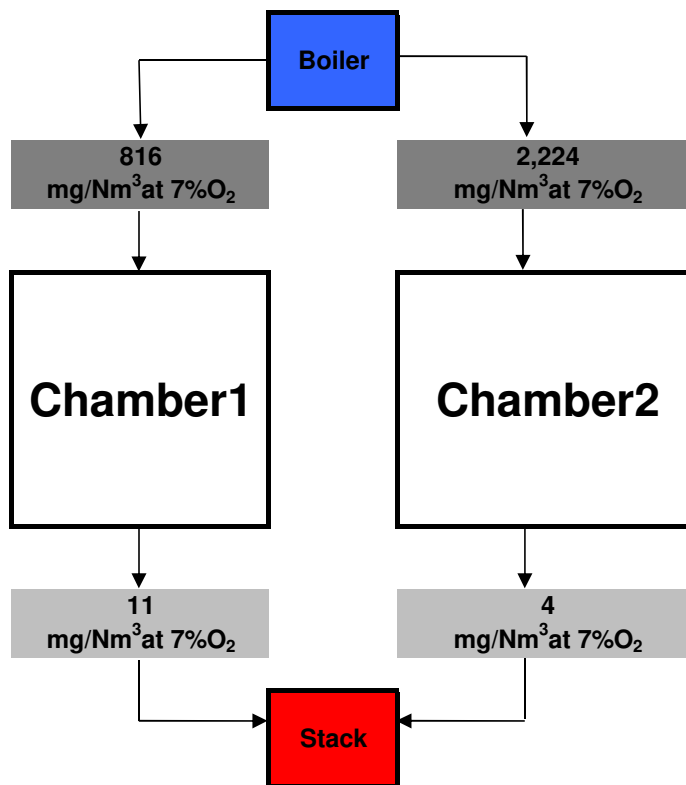 Boiler
816
mg/Nm³at 7%O₂
2,224
mg/Nm³at 7%O₂
Chamber1
Chamber2
11
mg/Nm³at 7%O₂
4
mg/Nm³at 7%O₂
Stack